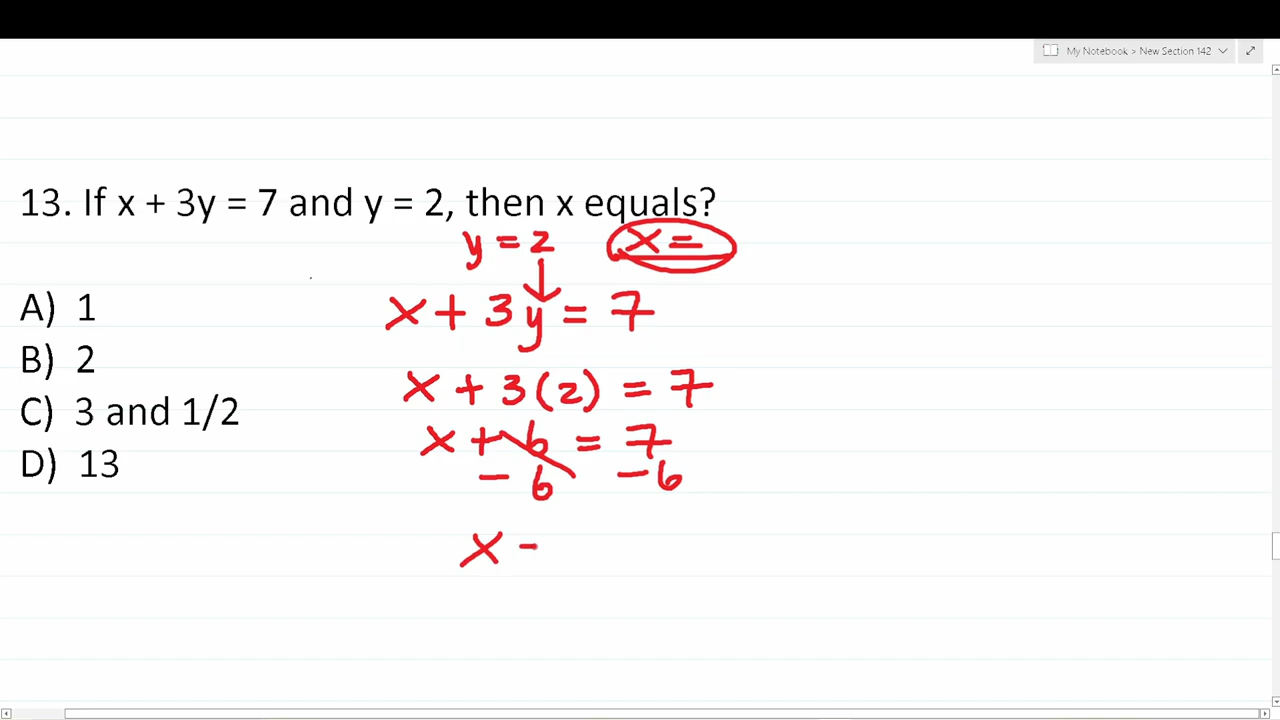 My Notebook > New Section 142
13. If x + 3y = 7 and y = 2, then x equals?
y = 2 x =
A) 1
x + 3y = 7
B) 2
x + 3(2) = 7
C) 3 and 1/2
x + 6 = 7
D) 13
- 6 - 6
x -